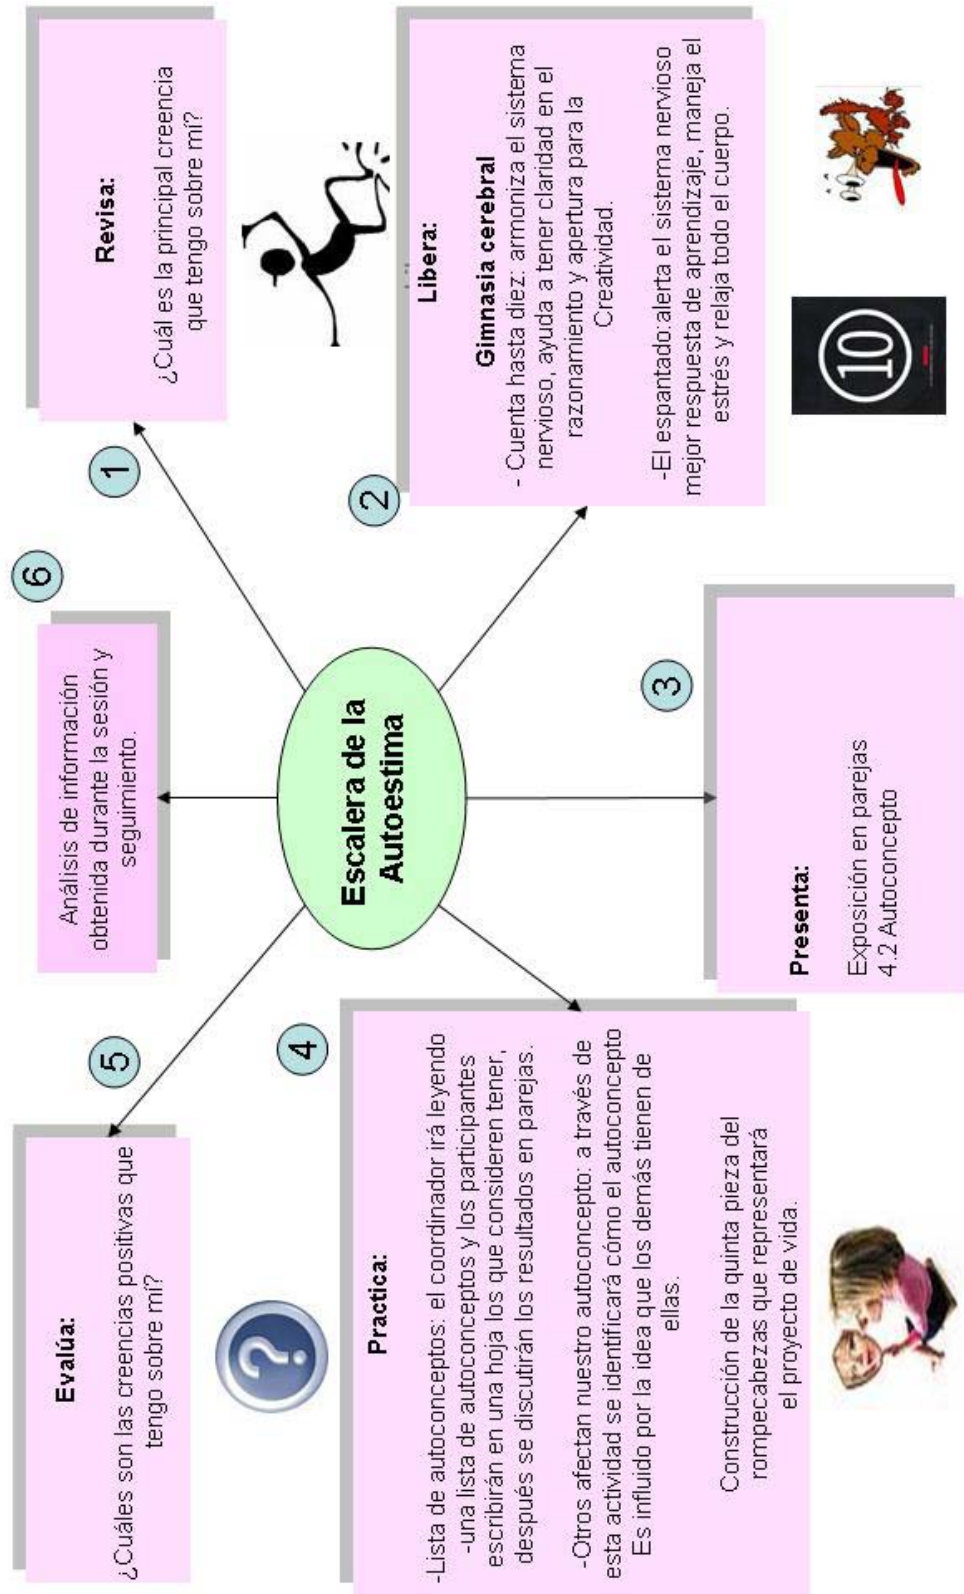 Revisa:
¿Cuál es la principal creencia
que tengo sobre mí?
1
2
Libera:
Gimnasia cerebral
- Cuenta hasta diez: armoniza el sistema
nervioso, ayuda a tener claridad en el
razonamiento y apertura para la
Creatividad.
-El espantado:alerta el sistema nervioso
mejor respuesta de aprendizaje, maneja el
estrés y relaja todo el cuerpo.
10
3
Presenta:
Exposición en parejas
4.2 Autoconcepto
4
Practica:
-Lista de autoconceptos: el coordinador irá leyendo
-una lista de autoconceptos y los participantes
escribirán en una hoja los que consideren tener,
después se discutirán los resultados en parejas.
-Otros afectan nuestro autoconcepto: a través de
esta actividad se identificará cómo el autoconcepto
Es influido por la idea que los demás tienen de
ellas.
Construcción de la quinta pieza del
rompecabezas que representará
el proyecto de vida.
5
Evalúa:
¿Cuáles son las creencias positivas que
tengo sobre mí?
?
6
Análisis de información
obtenida durante la sesión y
seguimiento.
Escalera de la
Autoestima